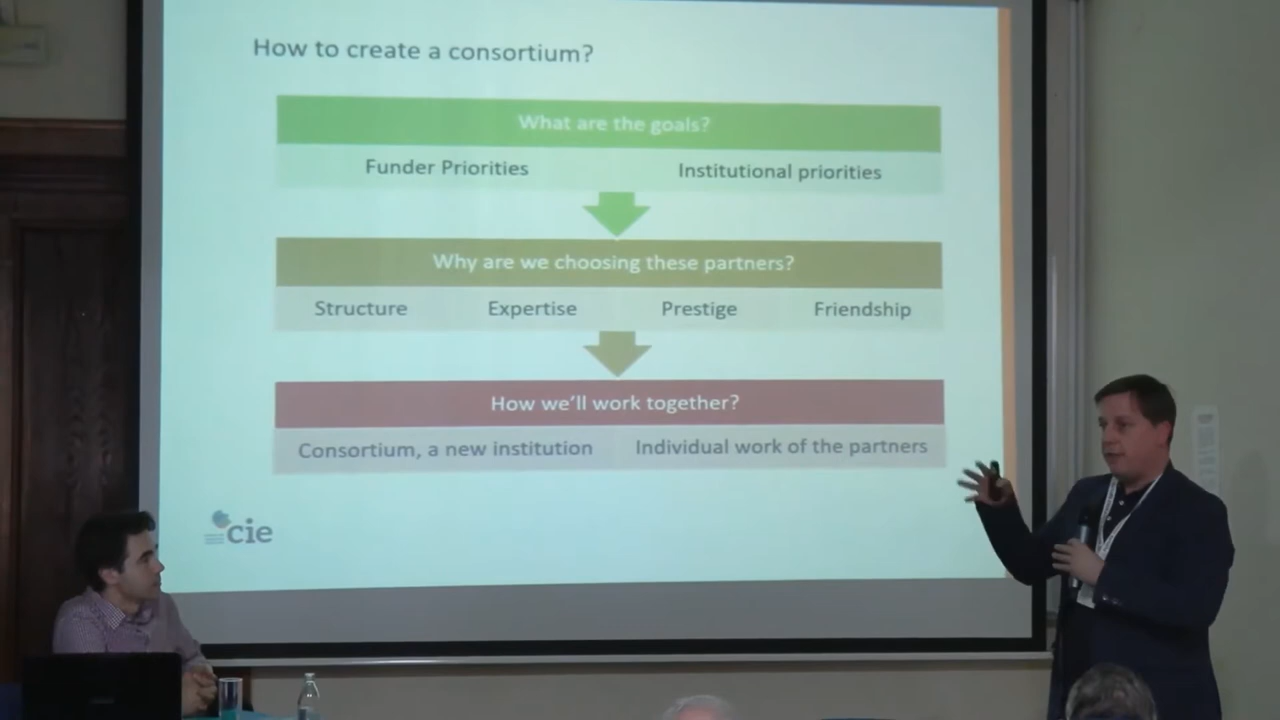 How to create a consortium?
What are the goals?
Funder Priorities Institutional priorities
Why are we choosing these partners?
Structure Expertise Prestige Friendship
How we'll work together?
Consortium, a new institution Individual work of the partners
cie